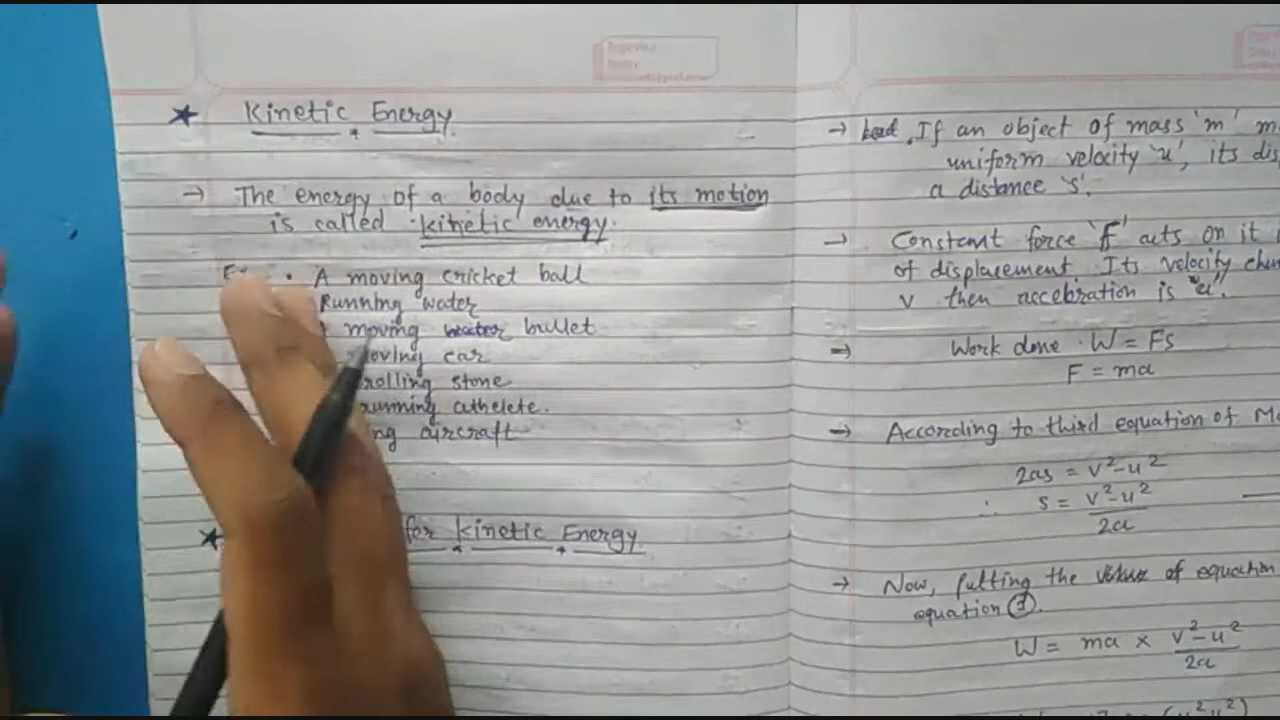 ★ Kinetic Energy
→ The energy of a body due to its motion
is called kinetic energy.
• A moving cricket ball
Running water
moving bullet
moving car
rolling stone
running athelete.
ng aircraft
★ for Kinetic Energy
→ If an object of mass 'm' m
uniform velocity 'u', its dis
a distance 's'.
→ Constant force 'F' acts on it
of displacement. Its velocity chan
v then accelration is "a".
→ Work done W = Fs
F = ma
→ According to third equation of Mo
2as = v²-u²
∴ s = v²-u²
2a
→ Now, putting the value of equation
equation ①.
W = ma × v²-u²
2a